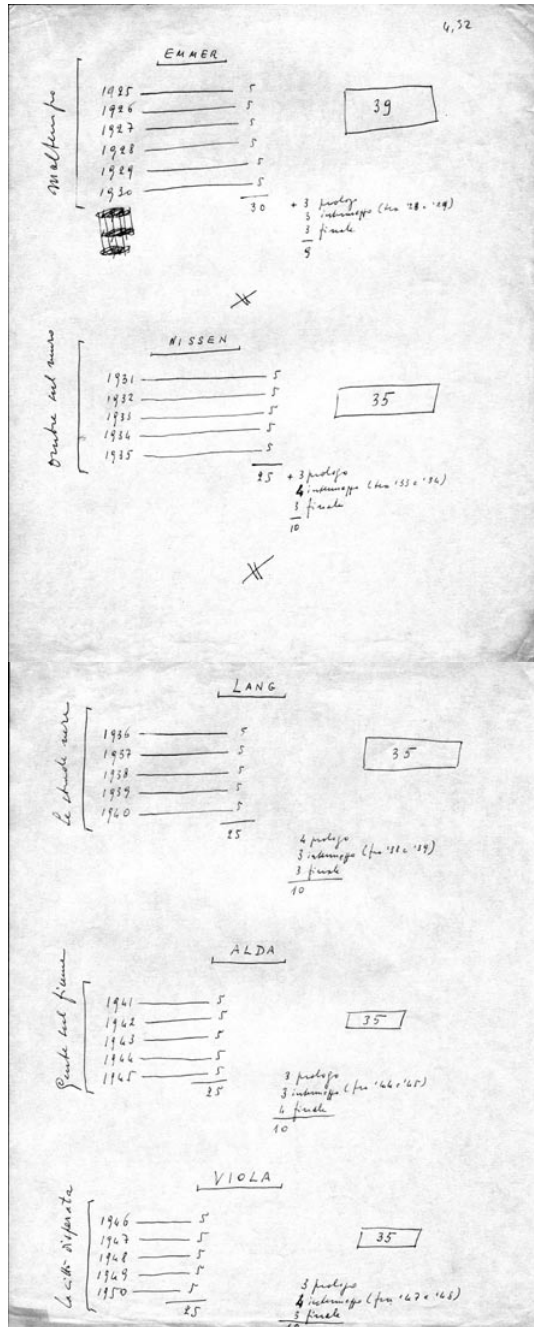 4,52
EMMER
Maltempo
1925 5
1926 5
1927 5
1928 5
1929 5
1930 5
30
39
+ 3 prologo
3 intermezzo (tra '28 e '29)
3 finale
9
NISSEN
Ombre sul muro
1931 5
1932 5
1933 5
1934 5
1935 5
25
35
+ 3 prologo
4 intermezzo (tra '33 e '34)
3 finale
10
LANG
Le strade nere
1936 5
1937 5
1938 5
1939 5
1940 5
25
35
4 prologo
3 intermezzo (fra '38 e '39)
3 finale
10
ALDA
Gente sul fiume
1941 5
1942 5
1943 5
1944 5
1945 5
25
35
3 prologo
3 intermezzo (fra '44 e '45)
4 finale
10
VIOLA
La città disperata
1946 5
1947 5
1948 5
1949 5
1950 5
25
35
3 prologo
4 intermezzo (fra '47 e '48)
3 finale
10